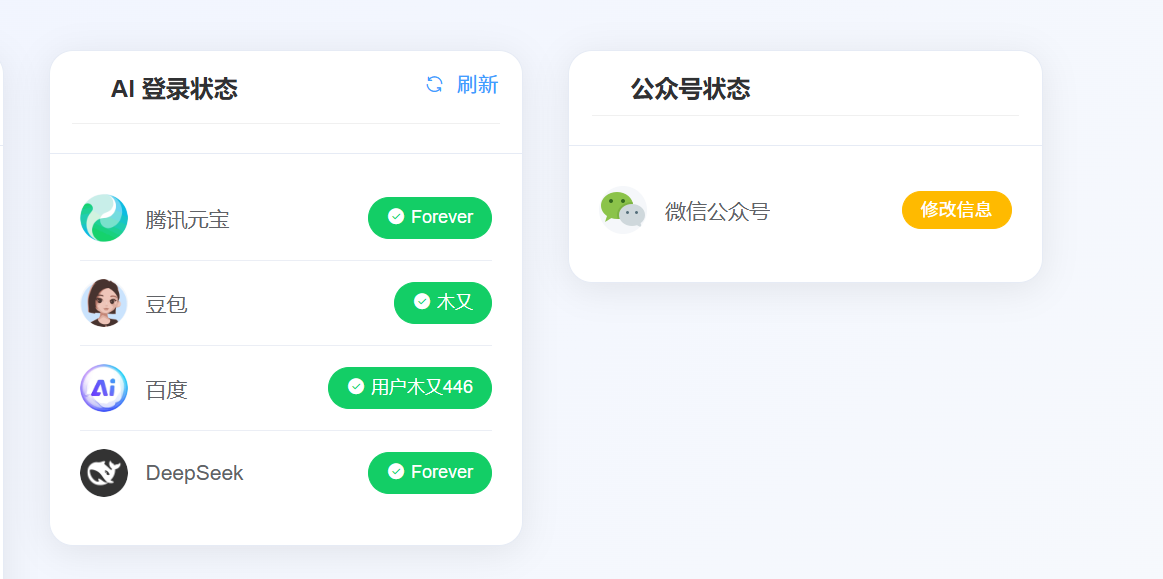 AI 登录状态
刷新
腾讯元宝
Forever
豆包
木又
Ai
百度
用户木又446
DeepSeek
Forever
公众号状态
微信公众号
修改信息